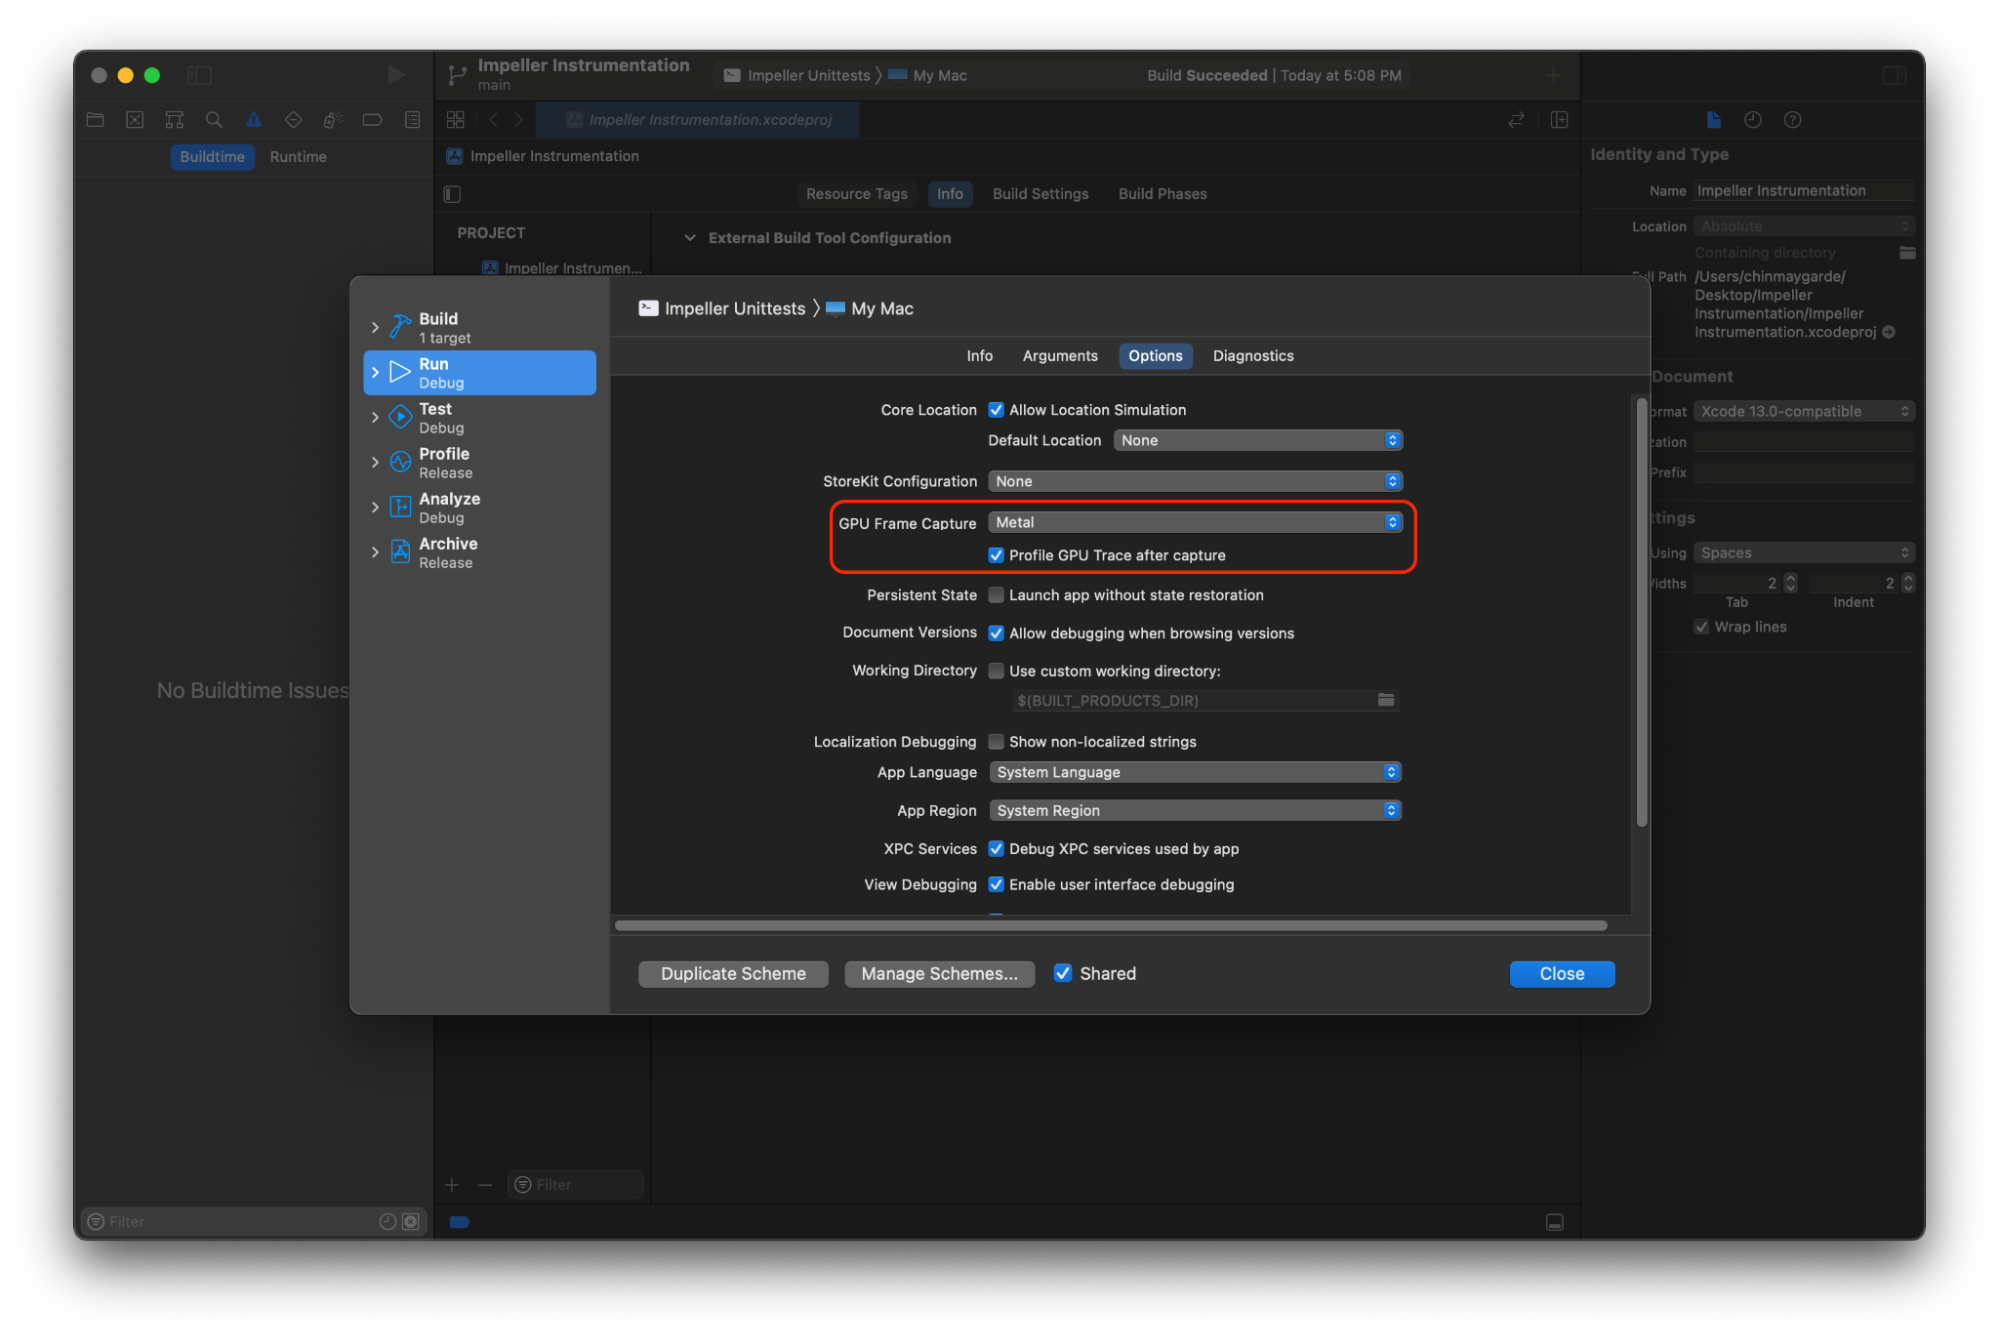 Impeller Instrumentation
main
Impeller Unittests 〉 My Mac
Build Succeeded | Today at 5:08 PM
Impeller Instrumentation.xcodeproj
Buildtime Runtime
Impeller Instrumentation
Identity and Type
Resource Tags Info Build Settings Build Phases
Name Impeller Instrumentation
PROJECT
External Build Tool Configuration
Location Absolute
Containing directory
Impeller Instrumen...
Full Path /Users/chinmaygarde/
Desktop/Impeller
Instrumentation/Impeller
Instrumentation.xcodeproj
Document
ormat Xcode 13.0-compatible
zation
Prefix
ttings
Using Spaces
idths 2 2
Tab Indent
Wrap lines
No Buildtime Issues
Build
1 target
Run
Debug
Test
Debug
Profile
Release
Analyze
Debug
Archive
Release
Impeller Unittests 〉 My Mac
Info Arguments Options Diagnostics
Core Location Allow Location Simulation
Default Location None
StoreKit Configuration None
GPU Frame Capture Metal
Profile GPU Trace after capture
Persistent State Launch app without state restoration
Document Versions Allow debugging when browsing versions
Working Directory Use custom working directory:
$(BUILT_PRODUCTS_DIR)
Localization Debugging Show non-localized strings
App Language System Language
App Region System Region
XPC Services Debug XPC services used by app
View Debugging Enable user interface debugging
Duplicate Scheme Manage Schemes... Shared Close
Filter
Filter